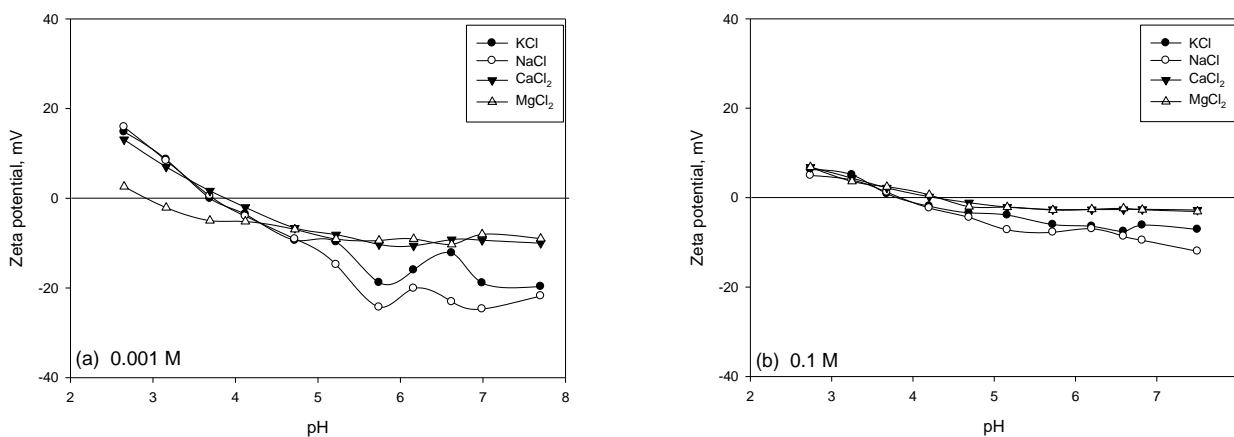 40
20
0
-20
-40
Zeta potential, mV
KCl
NaCl
CaCl₂
MgCl₂
(a) 0.001 M
2 3 4 5 6 7 8
pH
40
20
0
-20
-40
Zeta potential, mV
KCl
NaCl
CaCl₂
MgCl₂
(b) 0.1 M
2 3 4 5 6 7
pH